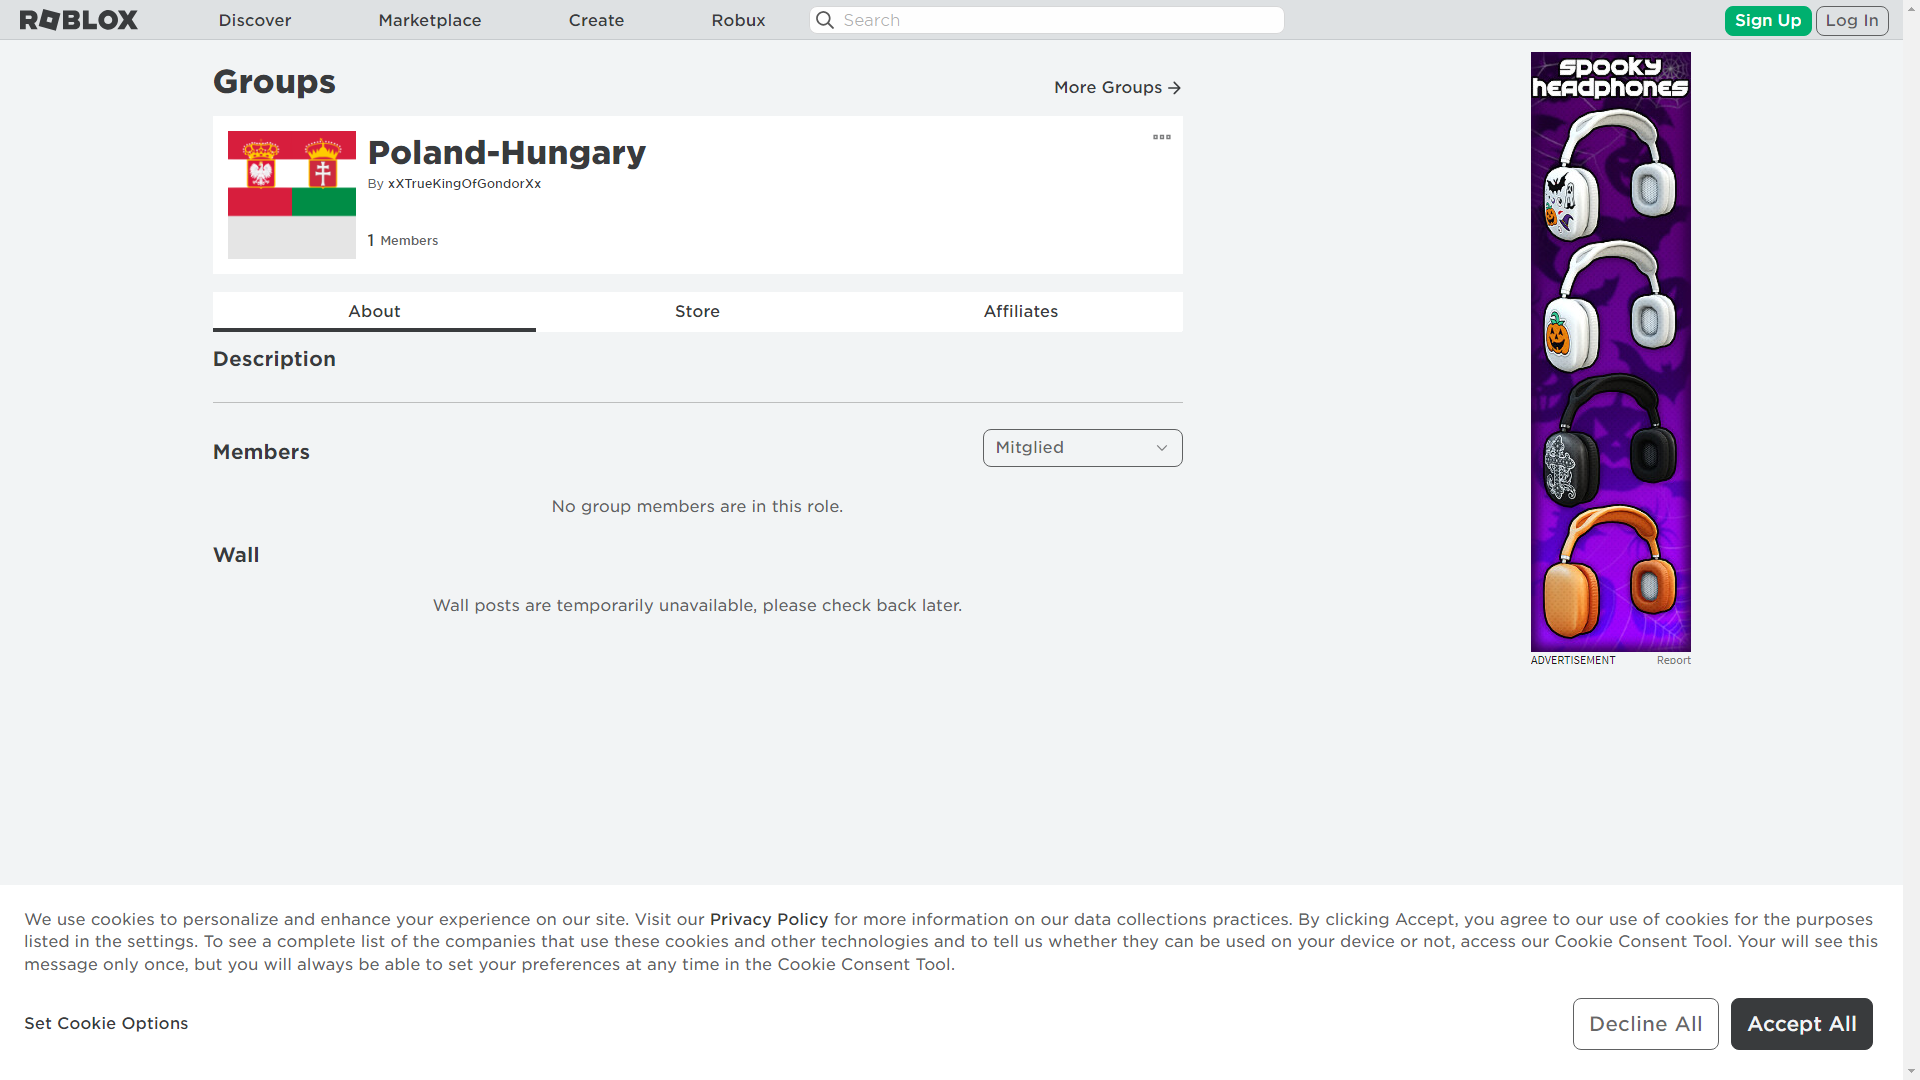 ROBLOX
Discover
Marketplace
Create
Robux
Search
Sign Up
Log In
Groups
More Groups
Poland-Hungary
By xXTrueKingOfGondorXx
1 Members
About
Store
Affiliates
Description
Members
Mitglied
No group members are in this role.
Wall
Wall posts are temporarily unavailable, please check back later.
spooky
headphones
ADVERTISEMENT
Report
We use cookies to personalize and enhance your experience on our site. Visit our Privacy Policy for more information on our data collections practices. By clicking Accept, you agree to our use of cookies for the purposes
listed in the settings. To see a complete list of the companies that use these cookies and other technologies and to tell us whether they can be used on your device or not, access our Cookie Consent Tool. Your will see this
message only once, but you will always be able to set your preferences at any time in the Cookie Consent Tool.
Set Cookie Options
Decline All
Accept All